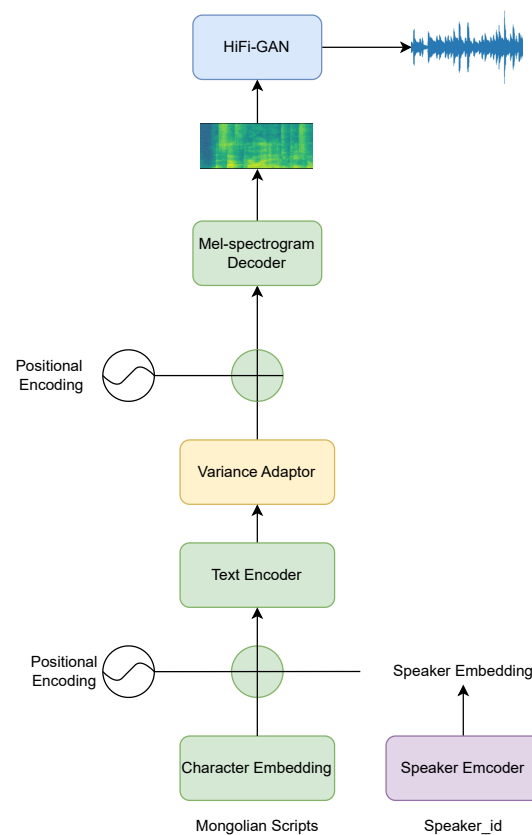 HiFi-GAN
Mel-spectrogram
Decoder
Positional
Encoding
Variance Adaptor
Text Encoder
Positional
Encoding
Speaker Embedding
Character Embedding
Speaker Emcoder
Mongolian Scripts
Speaker_id